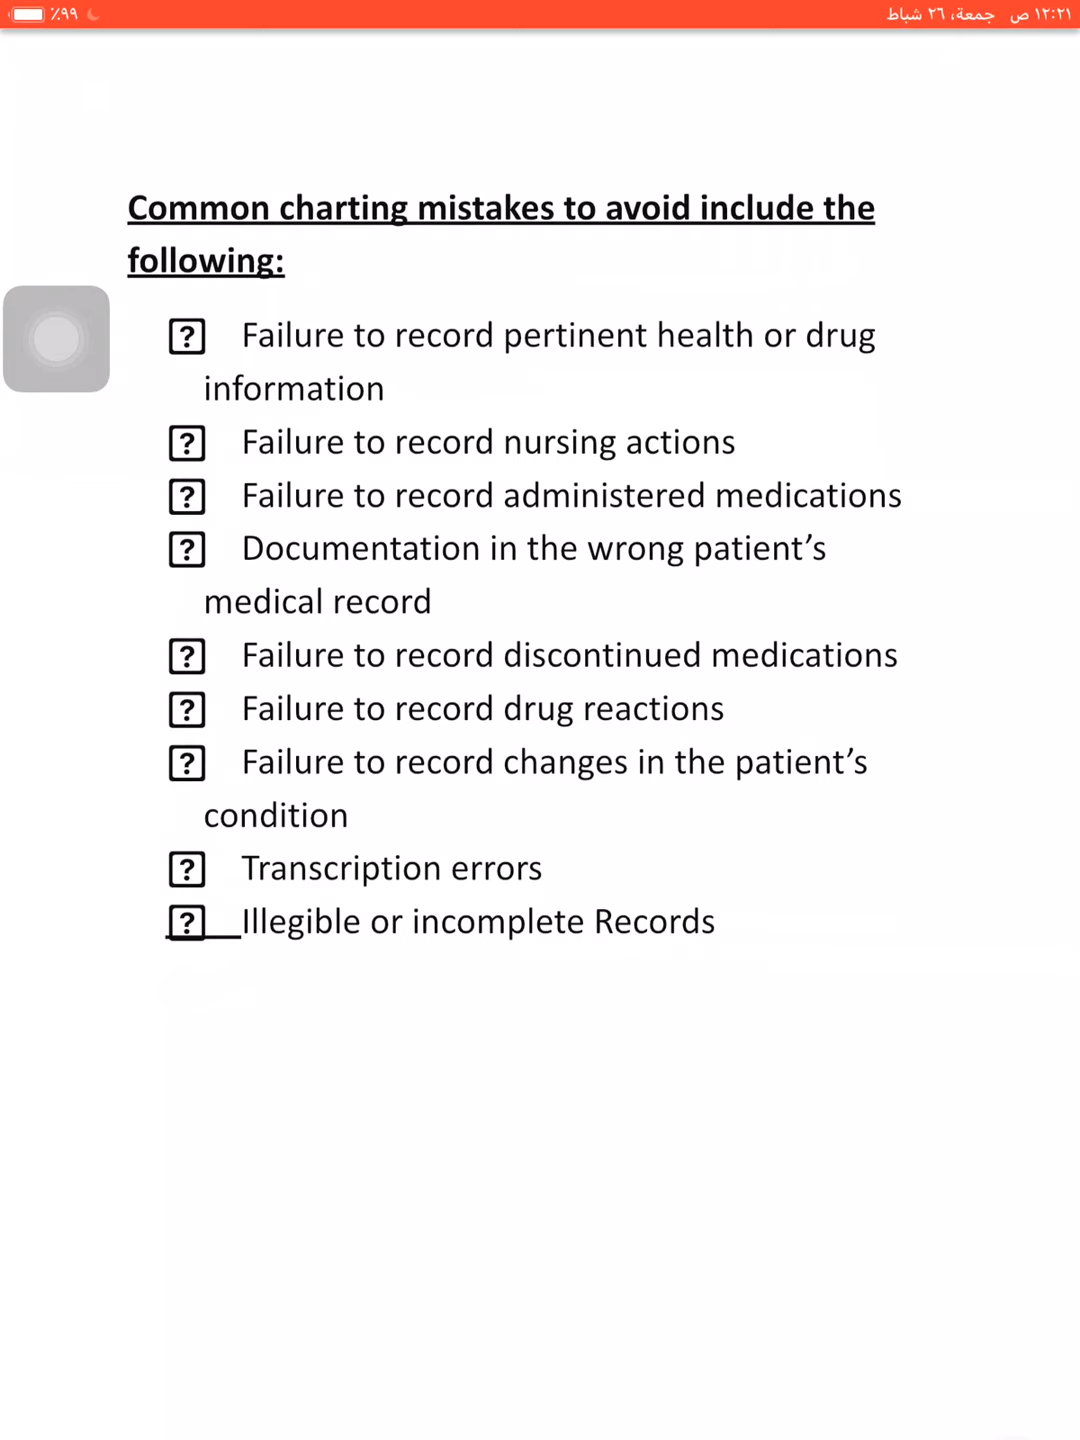 ٪٩٩ ١٢:٢١ ص جمعة، ٢٦ شباط
Common charting mistakes to avoid include the
following:
? Failure to record pertinent health or drug
information
? Failure to record nursing actions
? Failure to record administered medications
? Documentation in the wrong patient’s
medical record
? Failure to record discontinued medications
? Failure to record drug reactions
? Failure to record changes in the patient’s
condition
? Transcription errors
? Illegible or incomplete Records